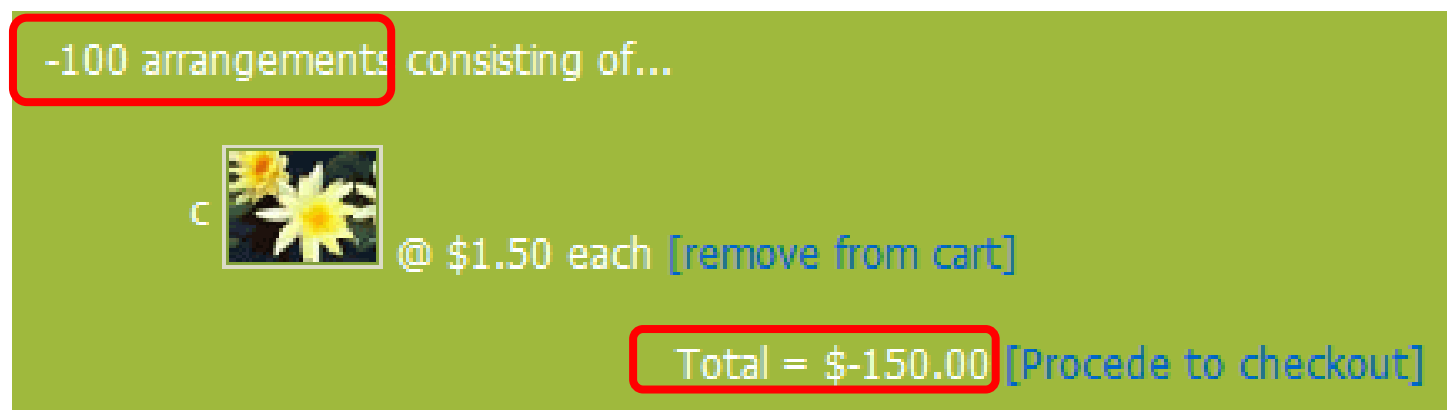 -100 arrangements consisting of...
c @ $1.50 each [remove from cart]
Total = $-150.00 [Procede to checkout]